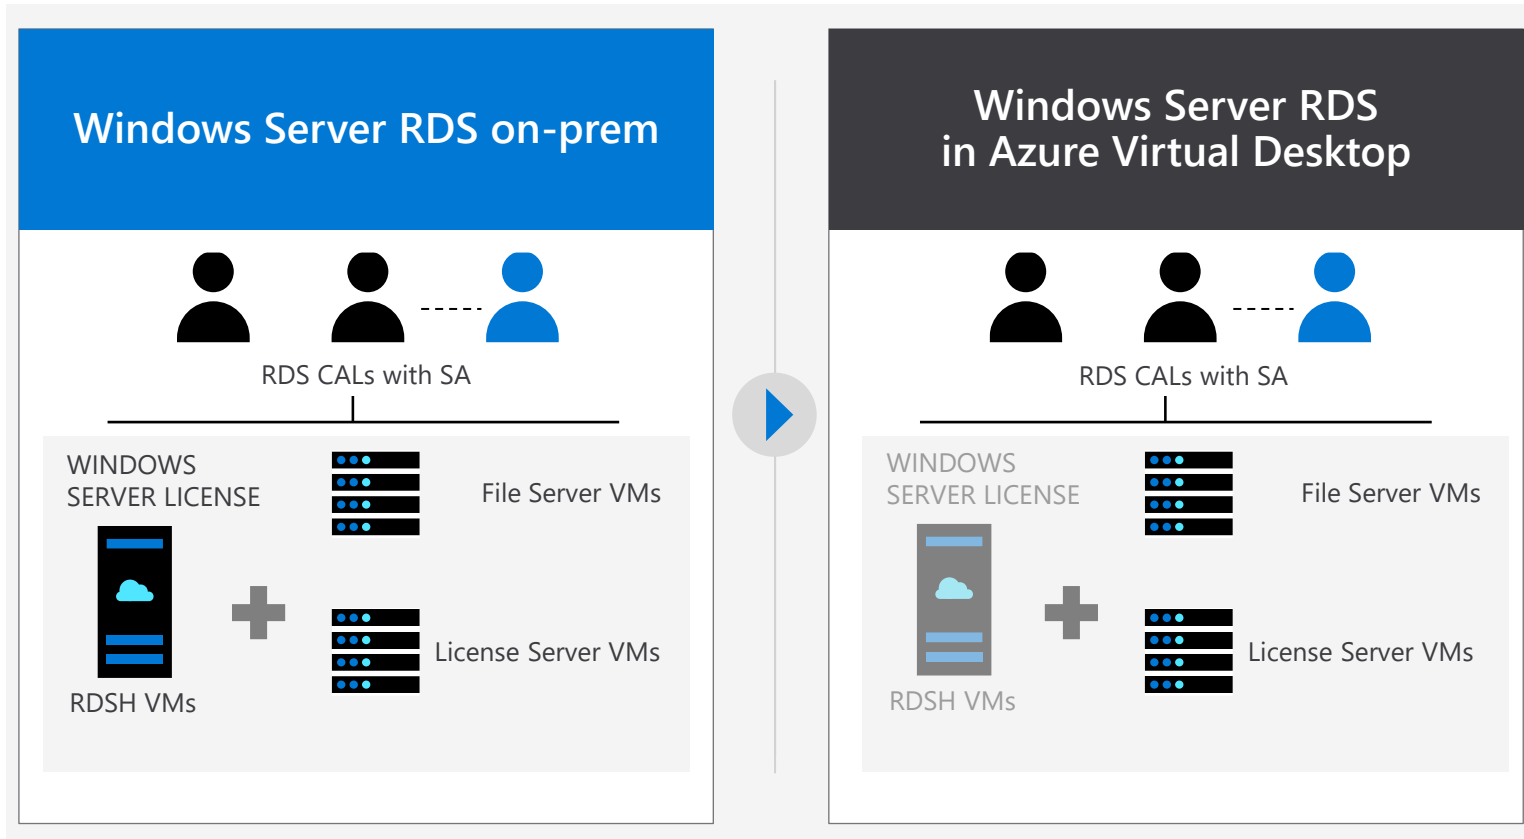 Windows Server RDS on-prem
RDS CALs with SA
WINDOWS
SERVER LICENSE
File Server VMs
License Server VMs
RDSH VMs
Windows Server RDS
in Azure Virtual Desktop
RDS CALs with SA
WINDOWS
SERVER LICENSE
File Server VMs
License Server VMs
RDSH VMs